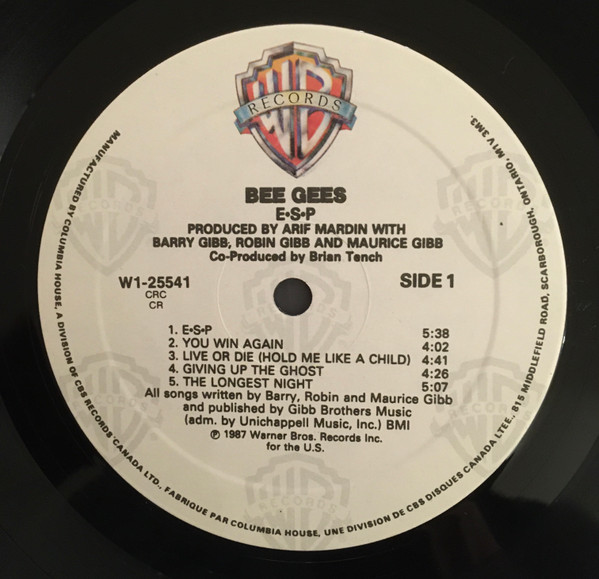 WB
RECORDS
BEE GEES
E•S•P
PRODUCED BY ARIF MARDIN WITH
BARRY GIBB, ROBIN GIBB AND MAURICE GIBB
Co-Produced by Brian Tench
W1-25541
CRC
CR
SIDE 1
1. E•S•P 5:38
2. YOU WIN AGAIN 4:02
3. LIVE OR DIE (HOLD ME LIKE A CHILD) 4:41
4. GIVING UP THE GHOST 4:26
5. THE LONGEST NIGHT 5:07
All songs written by Barry, Robin and Maurice Gibb
and published by Gibb Brothers Music
(adm. by Unichappell Music, Inc.) BMI
℗ 1987 Warner Bros. Records Inc.
for the U.S.
MANUFACTURED BY COLUMBIA HOUSE, A DIVISION OF CBS RECORDS CANADA LTD., FABRIQUE PAR COLUMBIA HOUSE, UNE DIVISION DE CBS DISQUES CANADA LTEE., 815 MIDDLEFIELD ROAD, SCARBOROUGH, ONTARIO, M1V 3M3.